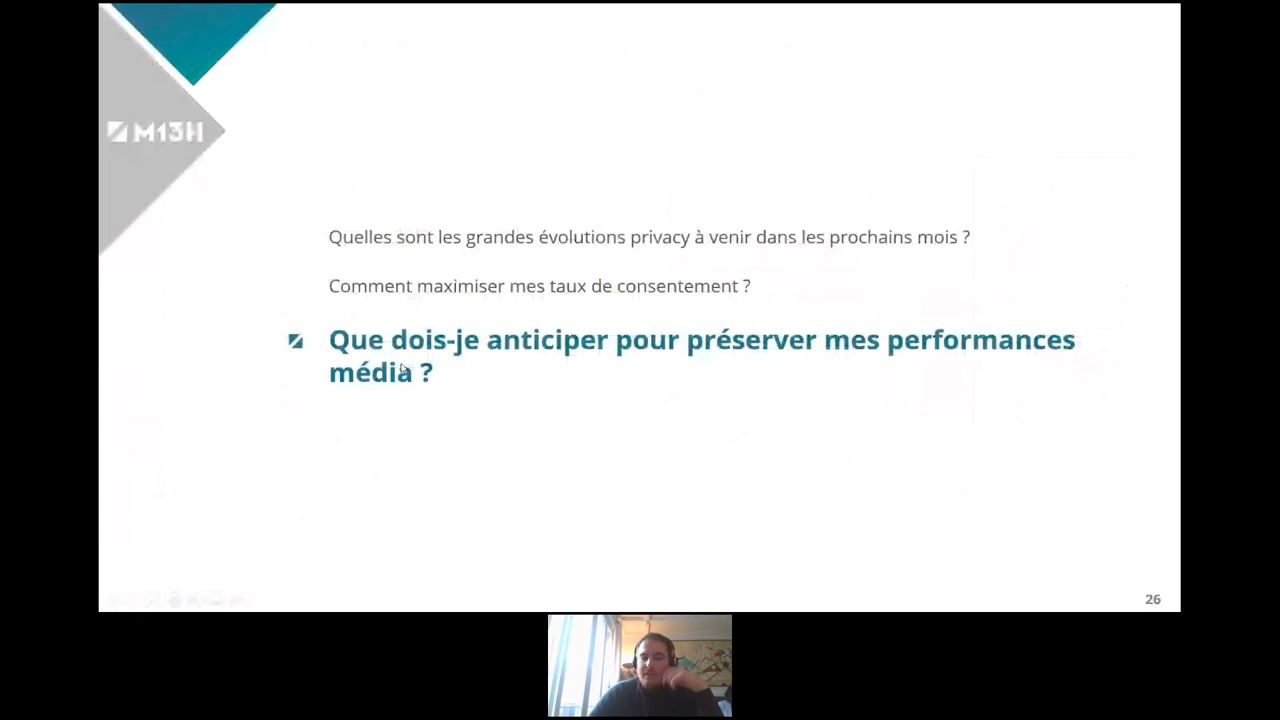 M13H
Quelles sont les grandes évolutions privacy à venir dans les prochains mois ?
Comment maximiser mes taux de consentement ?
Que dois-je anticiper pour préserver mes performances
média ?
26